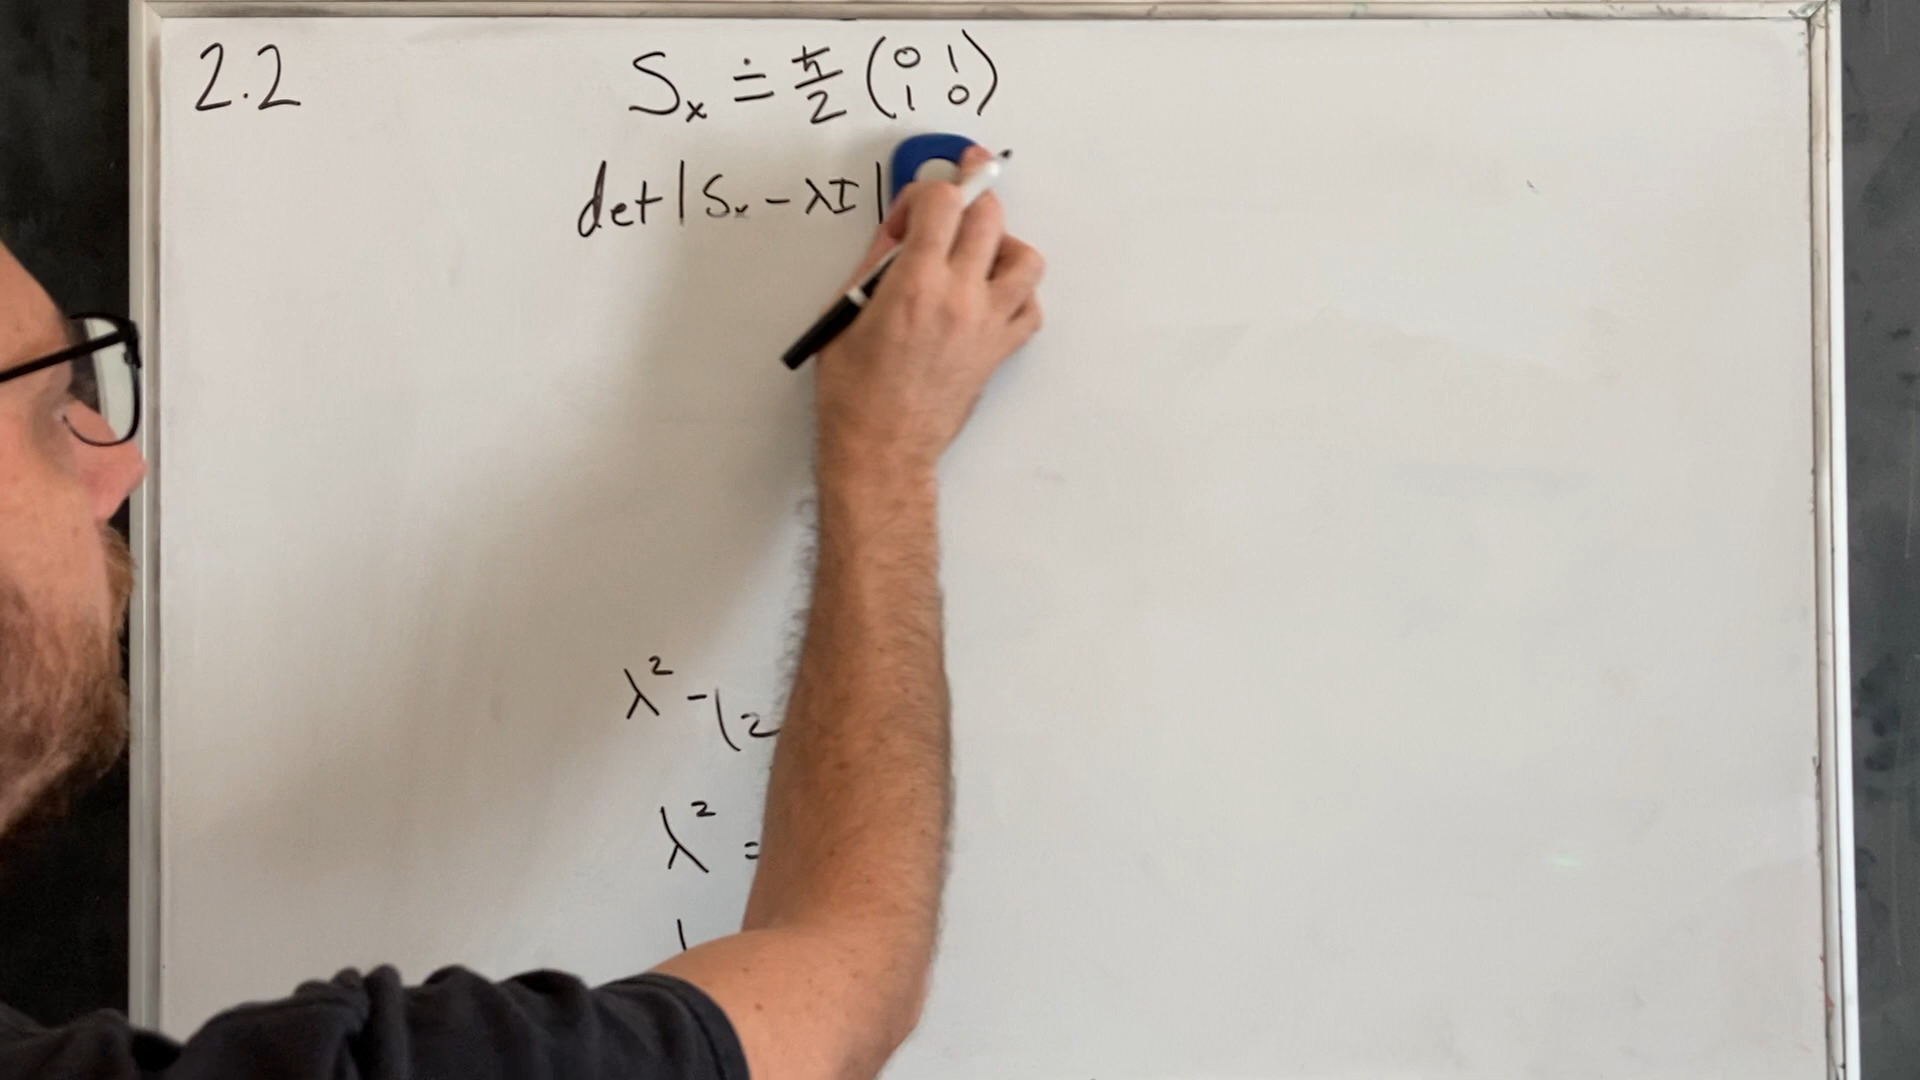 2.2
Sₓ ≐ ħ/2 (0 1
1 0)
det|Sₓ - λI|
λ² - (2
λ² =